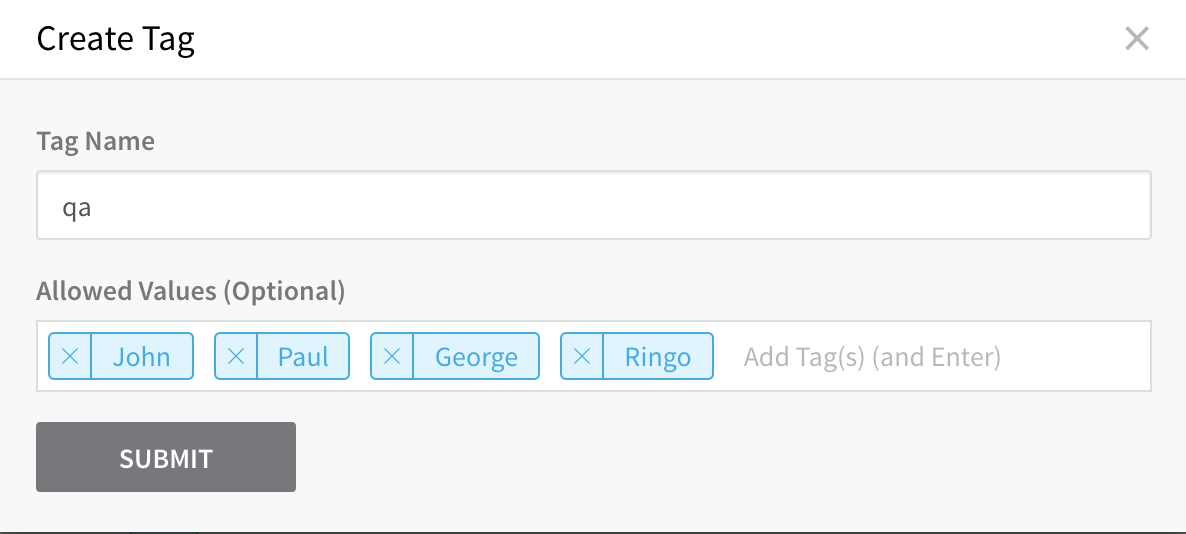 Create Tag
Tag Name
qa
Allowed Values (Optional)
John Paul George Ringo Add Tag(s) (and Enter)
SUBMIT